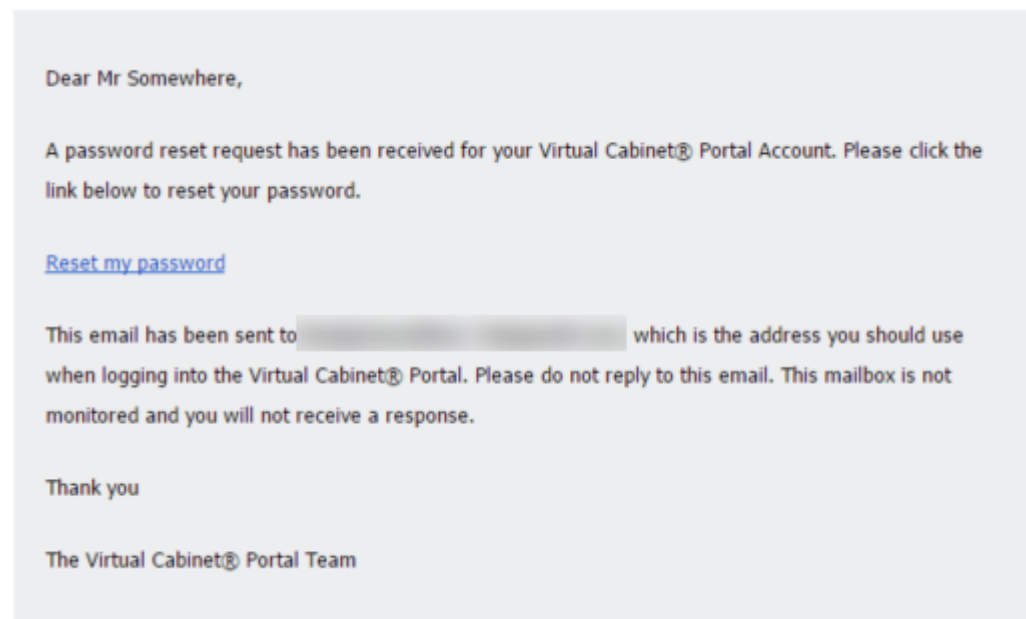 Dear Mr Somewhere,
A password reset request has been received for your Virtual Cabinet® Portal Account. Please click the
link below to reset your password.
Reset my password
This email has been sent to which is the address you should use
when logging into the Virtual Cabinet® Portal. Please do not reply to this email. This mailbox is not
monitored and you will not receive a response.
Thank you
The Virtual Cabinet® Portal Team